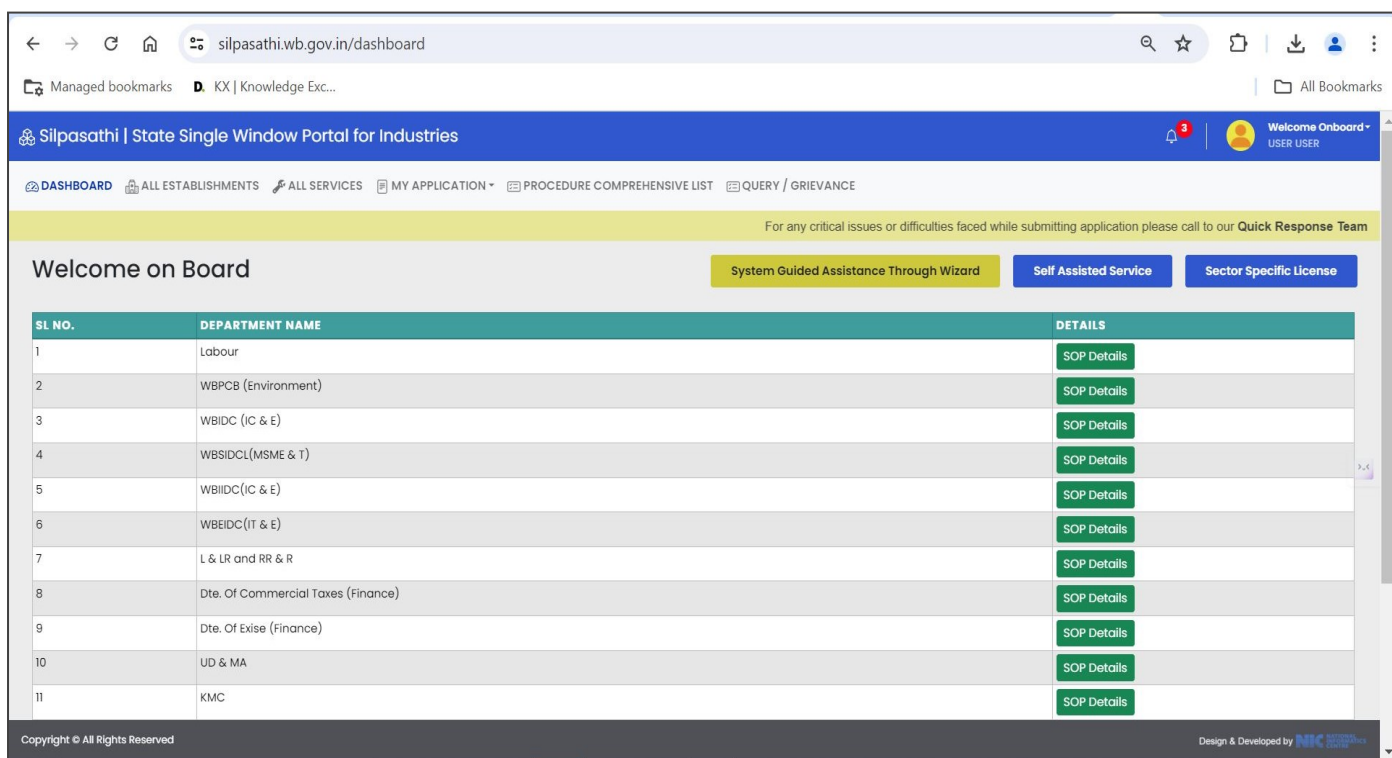 silpasathi.wb.gov.in/dashboard
Managed bookmarks D. KX | Knowledge Exc... All Bookmarks
Silpasathi | State Single Window Portal for Industries 3 Welcome Onboard
USER USER
DASHBOARD ALL ESTABLISHMENTS ALL SERVICES MY APPLICATION PROCEDURE COMPREHENSIVE LIST QUERY / GRIEVANCE
For any critical issues or difficulties faced while submitting application please call to our Quick Response Team
Welcome on Board System Guided Assistance Through Wizard Self Assisted Service Sector Specific License
SL NO. DEPARTMENT NAME DETAILS
1 Labour SOP Details
2 WBPCB (Environment) SOP Details
3 WBIDC (IC & E) SOP Details
4 WBSIDCL(MSME & T) SOP Details
5 WBIIDC(IC & E) SOP Details
6 WBEIDC(IT & E) SOP Details
7 L & LR and RR & R SOP Details
8 Dte. Of Commercial Taxes (Finance) SOP Details
9 Dte. Of Exise (Finance) SOP Details
10 UD & MA SOP Details
11 KMC SOP Details
Copyright © All Rights Reserved Design & Developed by NIC NATIONAL INFORMATICS CENTRE